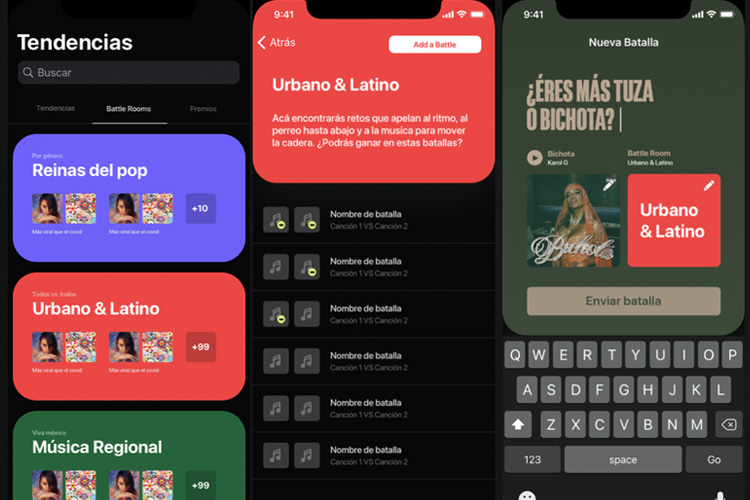 Tendencias
Buscar
Tendencias
Battle Rooms
Premios
Por género
Reinas del pop
+10
Más viral que el covid
Más viral que el covid
Todos vs. todos
Urbano & Latino
+99
Más viral que el covid
Más viral que el covid
Viva méxico
Música Regional
+99
9:41
Atrás
Add a Battle
Urbano & Latino
Acá encontrarás retos que apelan al ritmo, al
perreo hasta abajo y a la musica para mover
la cadera. ¿Podrás ganar en estas batallas?
Nombre de batalla
Canción 1 VS Canción 2
Nombre de batalla
Canción 1 VS Canción 2
Nombre de batalla
Canción 1 VS Canción 2
Nombre de batalla
Canción 1 VS Canción 2
Nombre de batalla
Canción 1 VS Canción 2
Nombre de batalla
Canción 1 VS Canción 2
9:41
Nueva Batalla
¿ÉRES MÁS TUZA
O BICHOTA?
Bichota
Karol G
Battle Room
Urbano & Latino
Bichota
Urbano
& Latino
Enviar batalla
Q W E R T Y U I O P
A S D F G H J K L
Z X C V B N M
123
space
Go